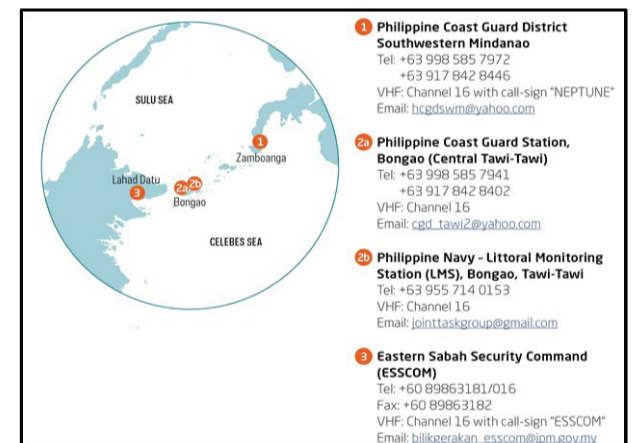 SULU SEA
1
Zamboanga
Lahad Datu
3
2a
2b
Bongao
CELEBES SEA
1 Philippine Coast Guard District
Southwestern Mindanao
Tel: +63 998 585 7972
+63 917 842 8446
VHF: Channel 16 with call-sign "NEPTUNE"
Email: hcgdswm@yahoo.com
2a Philippine Coast Guard Station,
Bongao (Central Tawi-Tawi)
Tel: +63 998 585 7941
+63 917 842 8402
VHF: Channel 16
Email: cgd_tawi2@yahoo.com
2b Philippine Navy - Littoral Monitoring
Station (LMS), Bongao, Tawi-Tawi
Tel: +63 955 714 0153
VHF: Channel 16
Email: jointtaskgroup@gmail.com
3 Eastern Sabah Security Command
(ESSCOM)
Tel: +60 89863181/016
Fax: +60 89863182
VHF: Channel 16 with call-sign "ESSCOM"
Email: bilikgerakan_esscom@jpm.gov.my